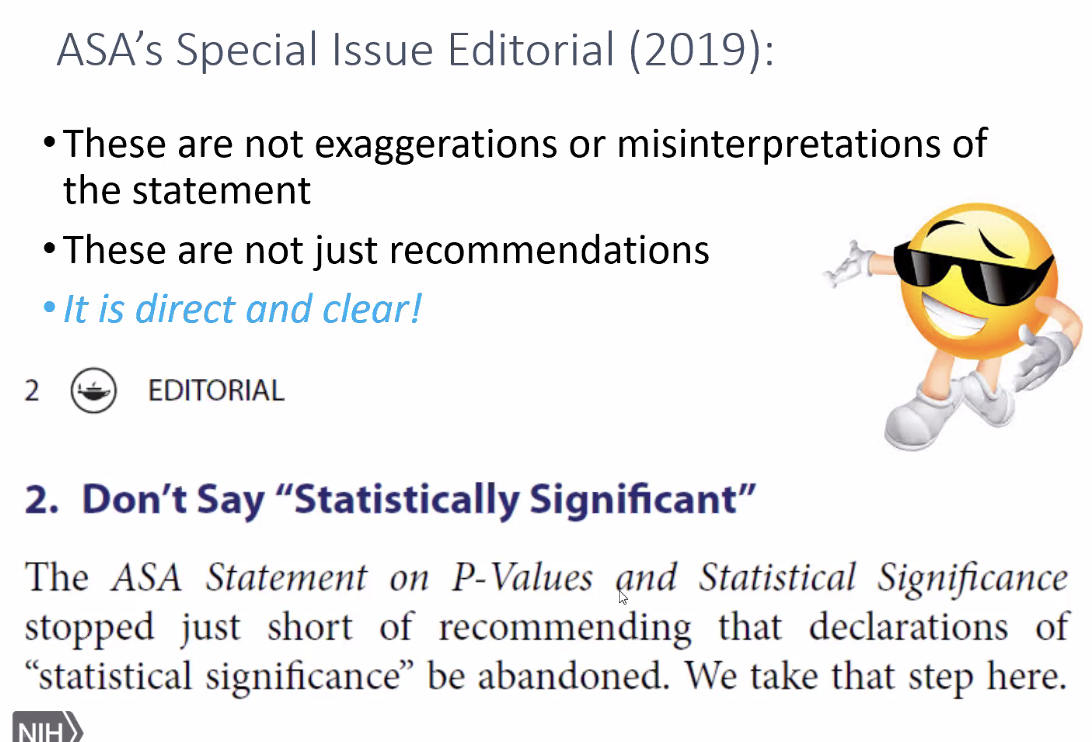 ASA’s Special Issue Editorial (2019):
• These are not exaggerations or misinterpretations of
the statement
• These are not just recommendations
• It is direct and clear!
2 EDITORIAL
2. Don’t Say “Statistically Significant”
The ASA Statement on P-Values and Statistical Significance
stopped just short of recommending that declarations of
“statistical significance” be abandoned. We take that step here.
NIH